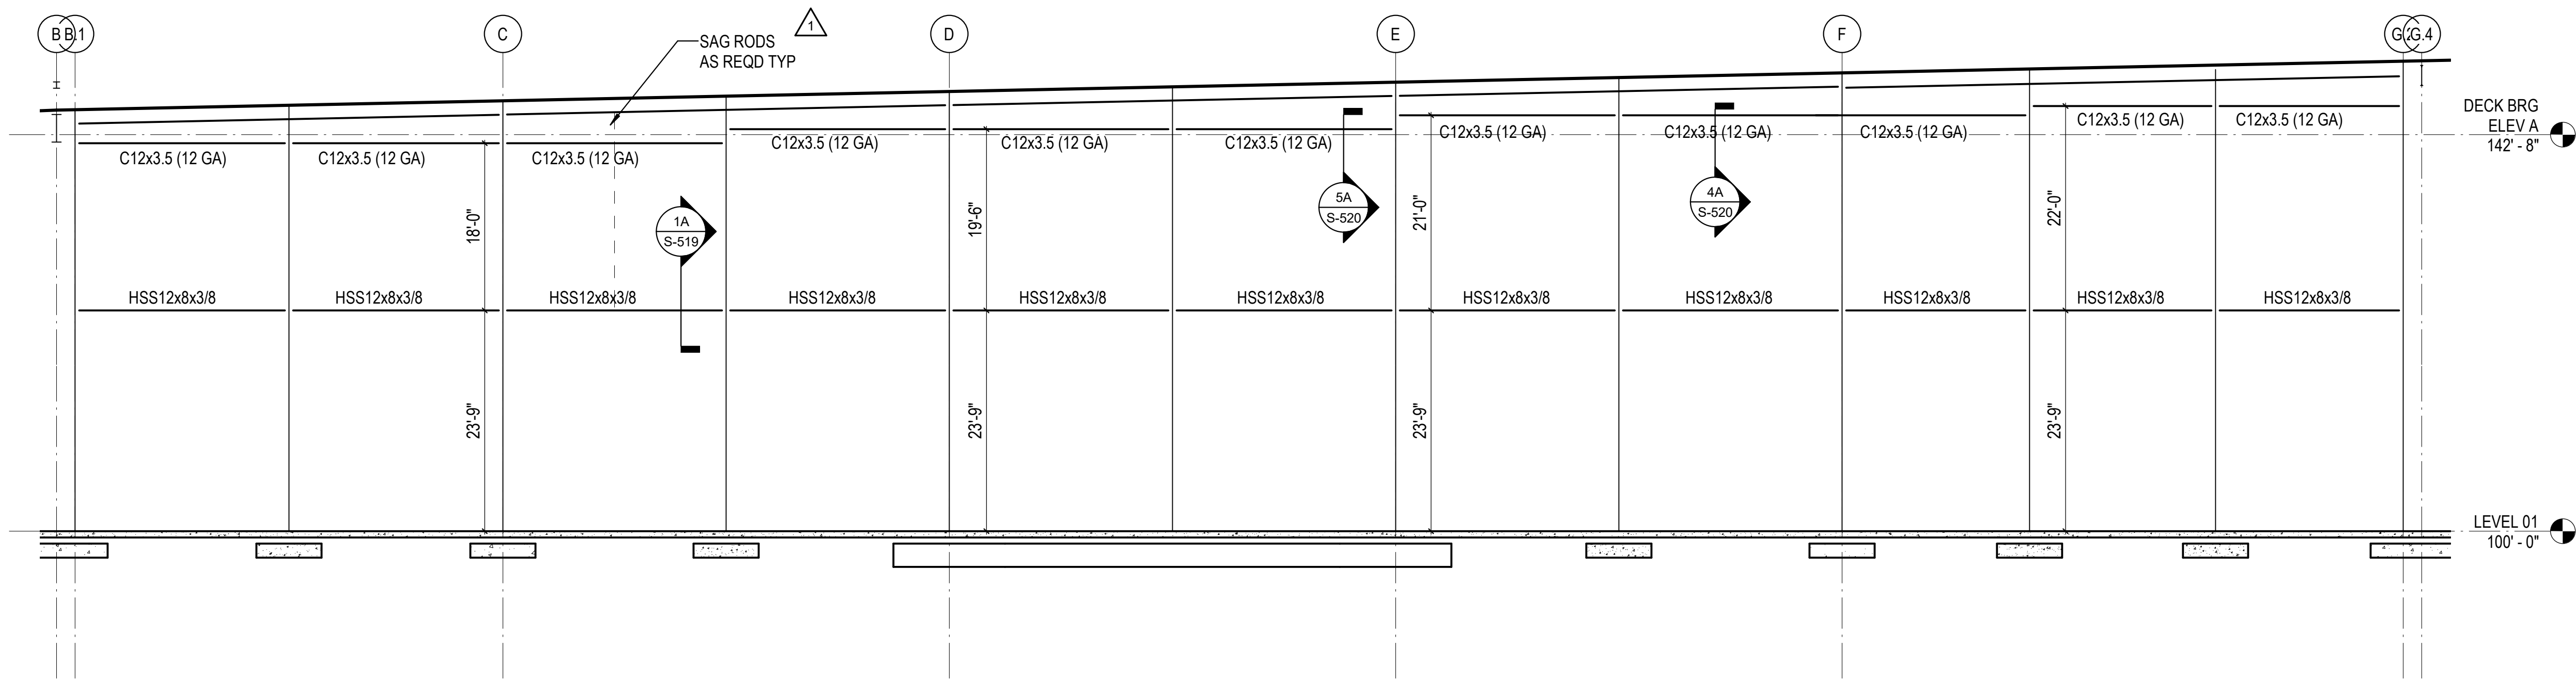 B
B.1
C
D
E
F
G.4
1
SAG RODS
AS REQD TYP
DECK BRG
ELEV A
142' - 8"
C12x3.5 (12 GA)
C12x3.5 (12 GA)
C12x3.5 (12 GA)
C12x3.5 (12 GA)
C12x3.5 (12 GA)
C12x3.5 (12 GA)
C12x3.5 (12 GA)
C12x3.5 (12 GA)
C12x3.5 (12 GA)
C12x3.5 (12 GA)
C12x3.5 (12 GA)
18'-0"
19'-6"
21'-0"
22'-0"
1A
S-519
5A
S-520
4A
S-520
HSS12x8x3/8
HSS12x8x3/8
HSS12x8x3/8
HSS12x8x3/8
HSS12x8x3/8
HSS12x8x3/8
HSS12x8x3/8
HSS12x8x3/8
HSS12x8x3/8
HSS12x8x3/8
HSS12x8x3/8
23'-9"
23'-9"
23'-9"
23'-9"
LEVEL 01
100' - 0"